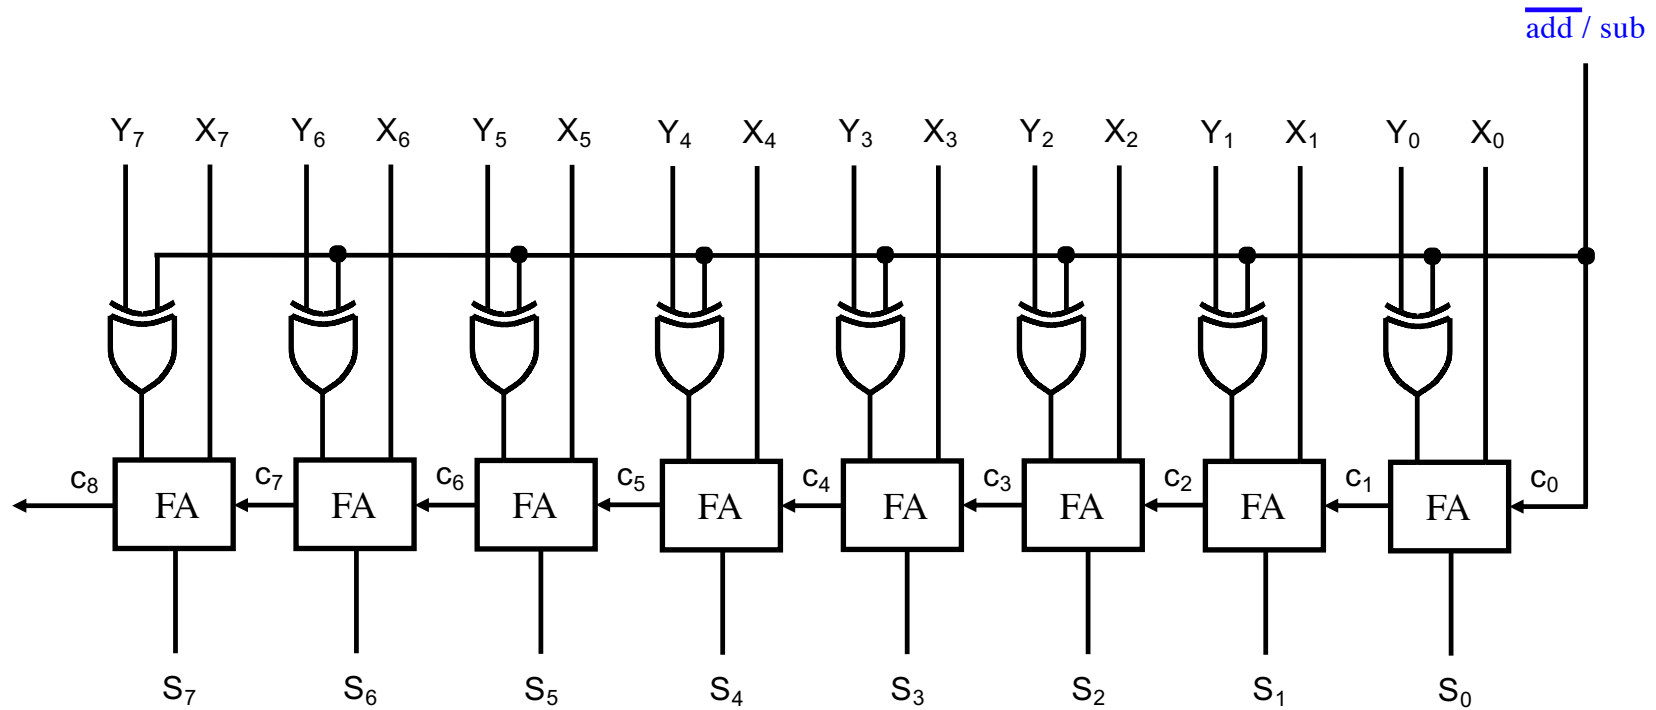 add / sub
Y7 X7 Y6 X6 Y5 X5 Y4 X4 Y3 X3 Y2 X2 Y1 X1 Y0 X0
c8 FA c7 FA c6 FA c5 FA c4 FA c3 FA c2 FA c1 FA c0
S7 S6 S5 S4 S3 S2 S1 S0